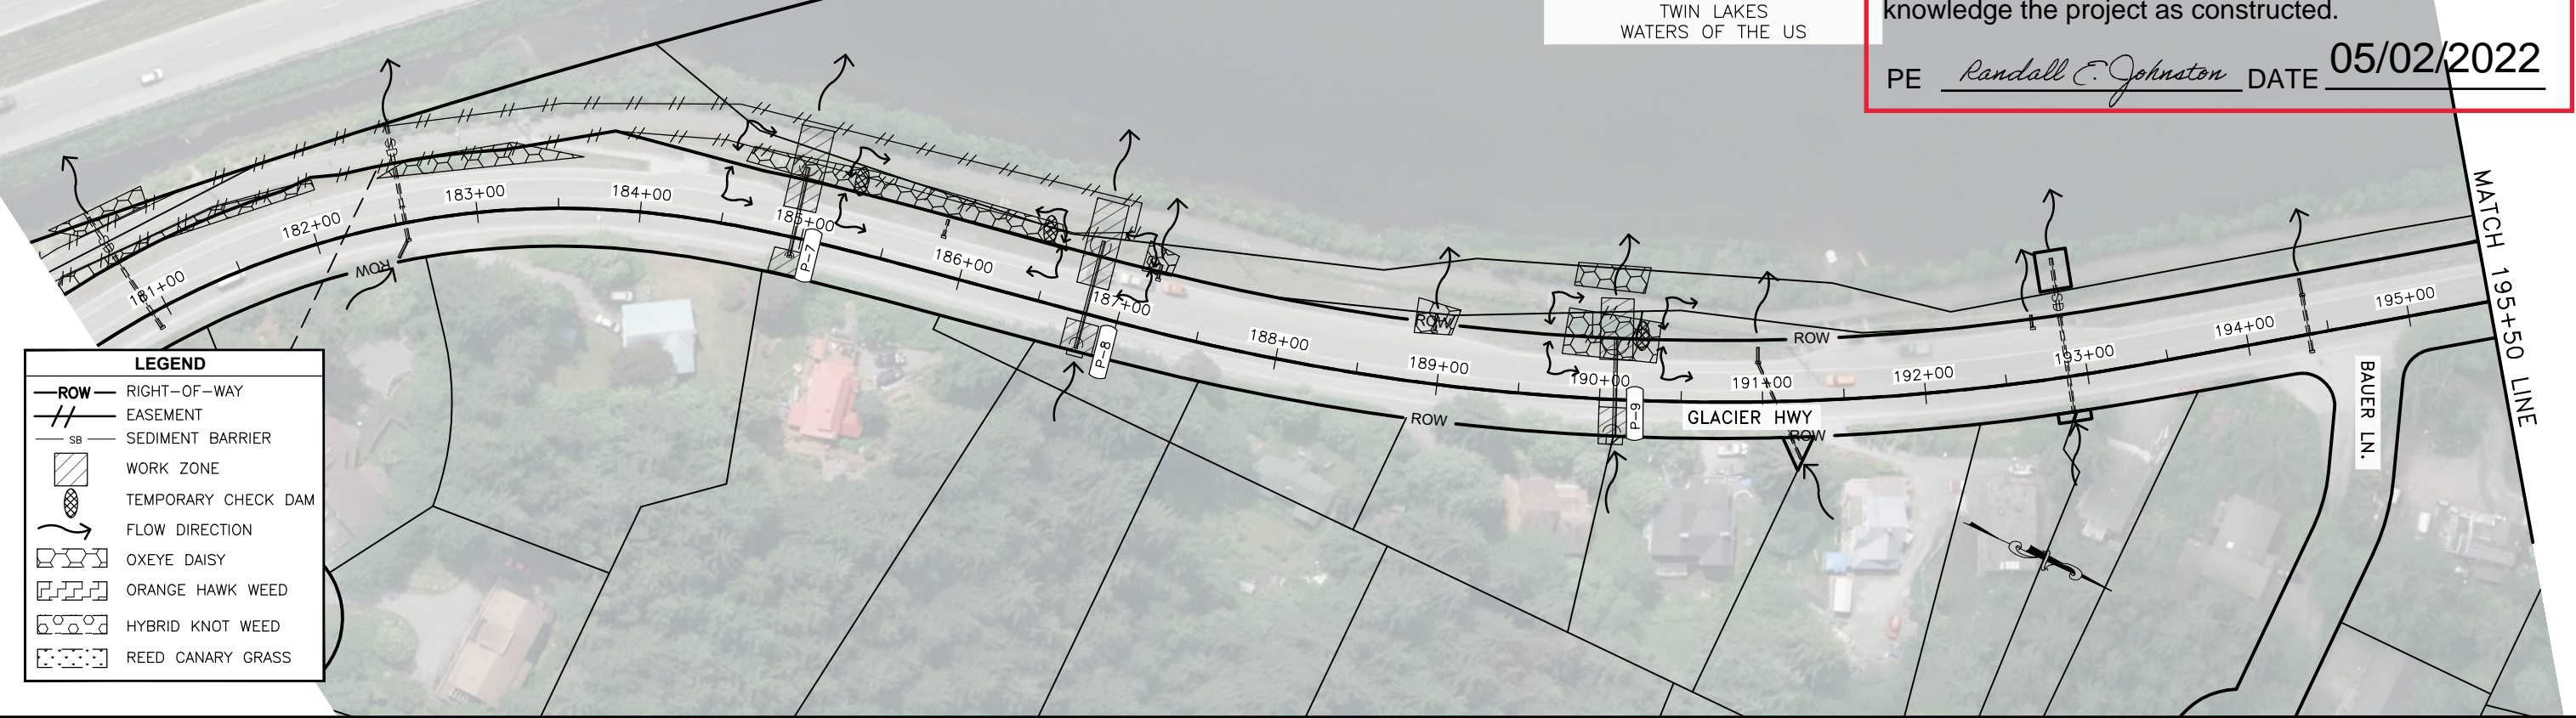 TWIN LAKES
WATERS OF THE US
knowledge the project as constructed.
PE Randall E. Johnston DATE 05/02/2022
MATCH 195+50 LINE
181+00
182+00
183+00
184+00
185+00
186+00
187+00
188+00
189+00
190+00
191+00
192+00
193+00
194+00
195+00
ROW
ROW
ROW
ROW
ROW
SB
SB
SB
P-7
P-8
P-9
GLACIER HWY
BAUER LN.
LEGEND
ROW RIGHT-OF-WAY
EASEMENT
SB SEDIMENT BARRIER
WORK ZONE
TEMPORARY CHECK DAM
FLOW DIRECTION
OXEYE DAISY
ORANGE HAWK WEED
HYBRID KNOT WEED
REED CANARY GRASS